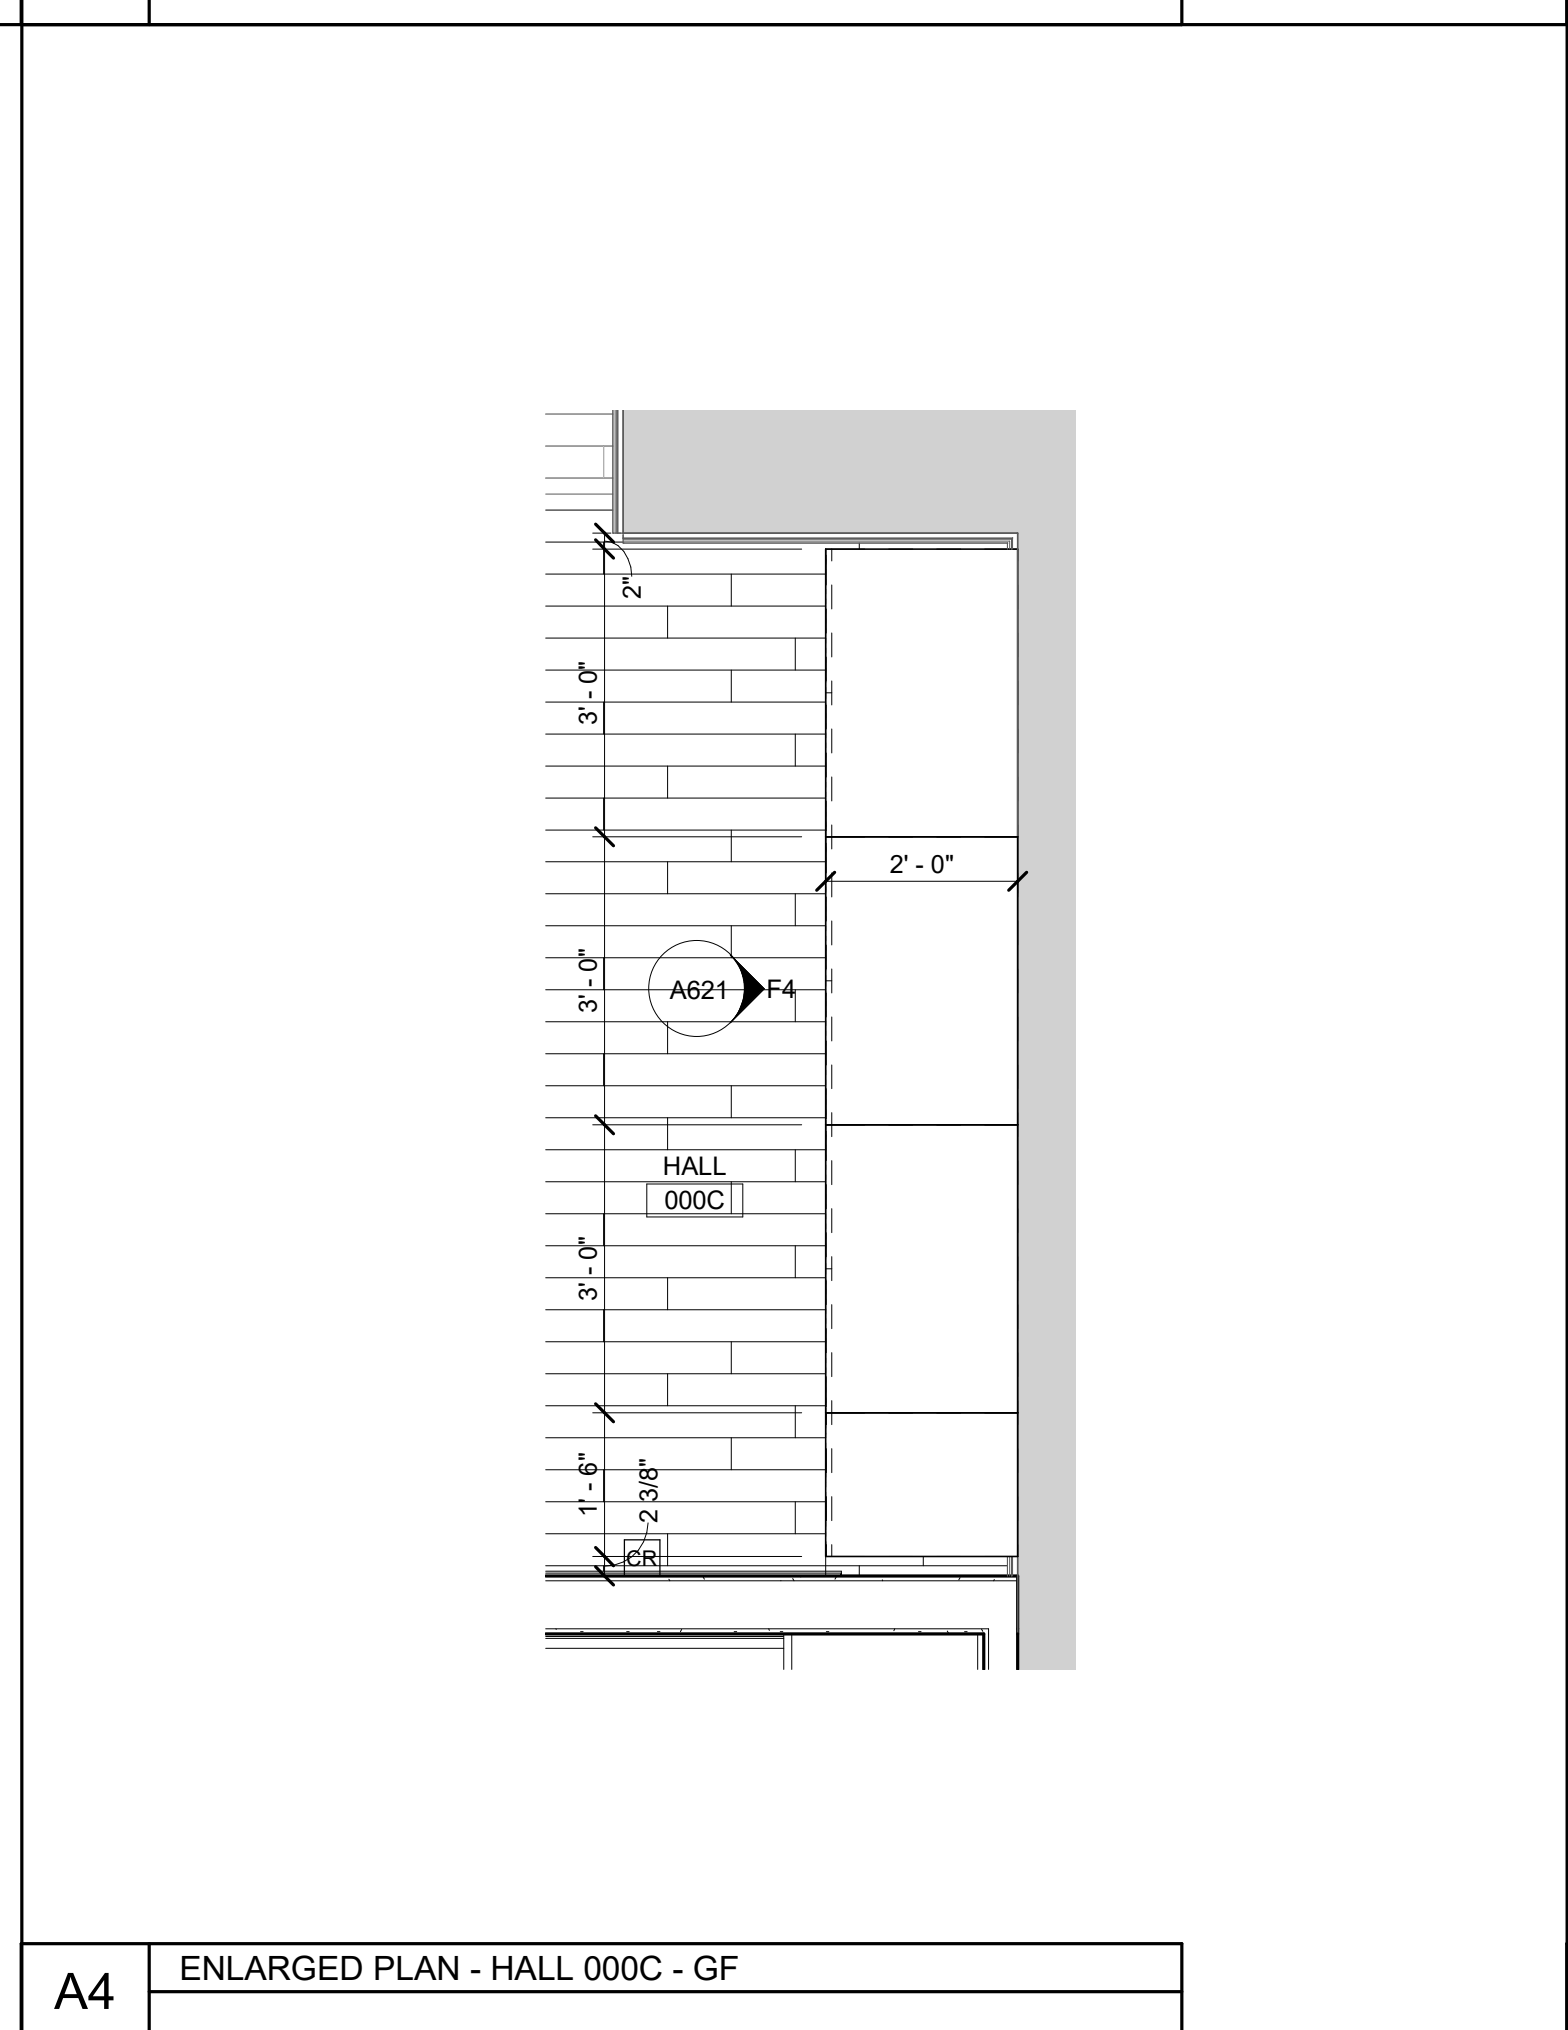 2"
3' - 0"
2' - 0"
3' - 0"
A621
F4
HALL
000C
3' - 0"
1' - 6"
2 3/8"
CR
A4
ENLARGED PLAN - HALL 000C - GF